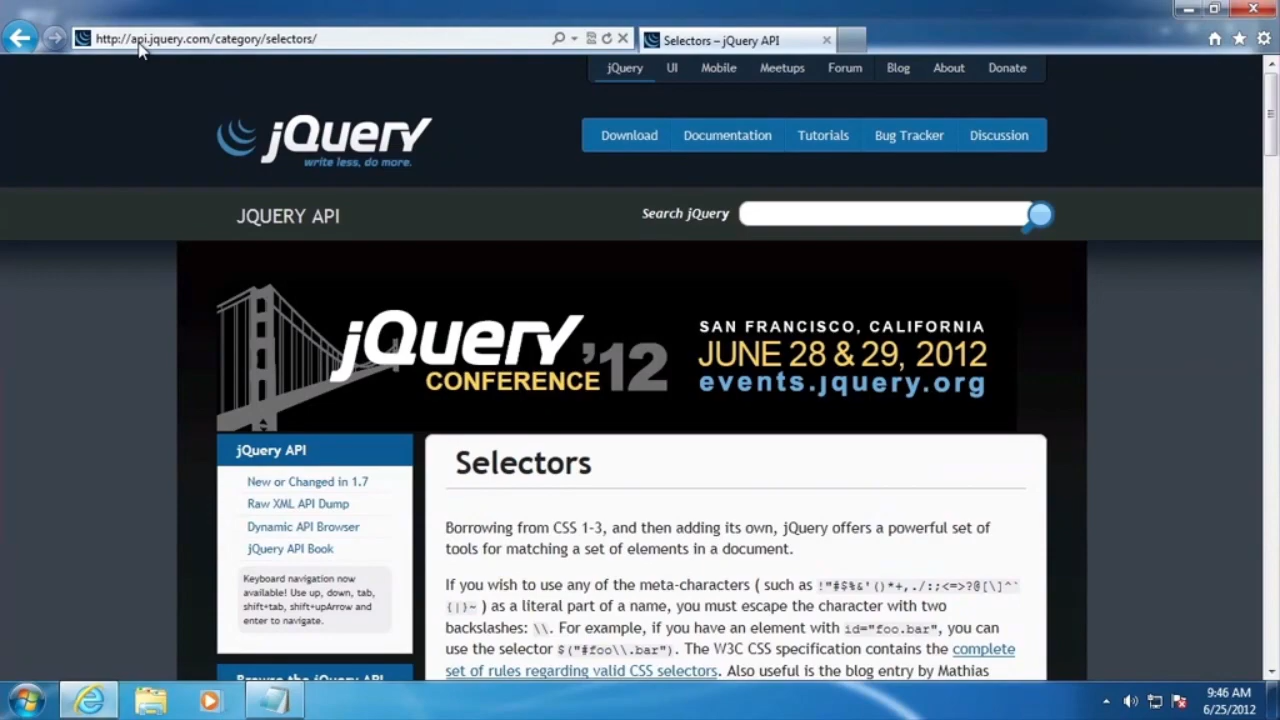 http://api.jquery.com/category/selectors/
Selectors – jQuery API
jQuery UI Mobile Meetups Forum Blog About Donate
jQuery
write less, do more.
Download Documentation Tutorials Bug Tracker Discussion
JQUERY API
Search jQuery
jQuery CONFERENCE '12
SAN FRANCISCO, CALIFORNIA
JUNE 28 & 29, 2012
events.jquery.org
jQuery API
New or Changed in 1.7
Raw XML API Dump
Dynamic API Browser
jQuery API Book
Keyboard navigation now
available! Use up, down, tab,
shift+tab, shift+upArrow and
enter to navigate.
Browse the jQuery API
Selectors
Borrowing from CSS 1-3, and then adding its own, jQuery offers a powerful set of
tools for matching a set of elements in a document.
If you wish to use any of the meta-characters ( such as !"#$%&'()*+,./:;<=>?@[\]^`
{|}~ ) as a literal part of a name, you must escape the character with two
backslashes: \\. For example, if you have an element with id="foo.bar", you can
use the selector $("#foo\\.bar"). The W3C CSS specification contains the complete
set of rules regarding valid CSS selectors. Also useful is the blog entry by Mathias
9:46 AM
6/25/2012